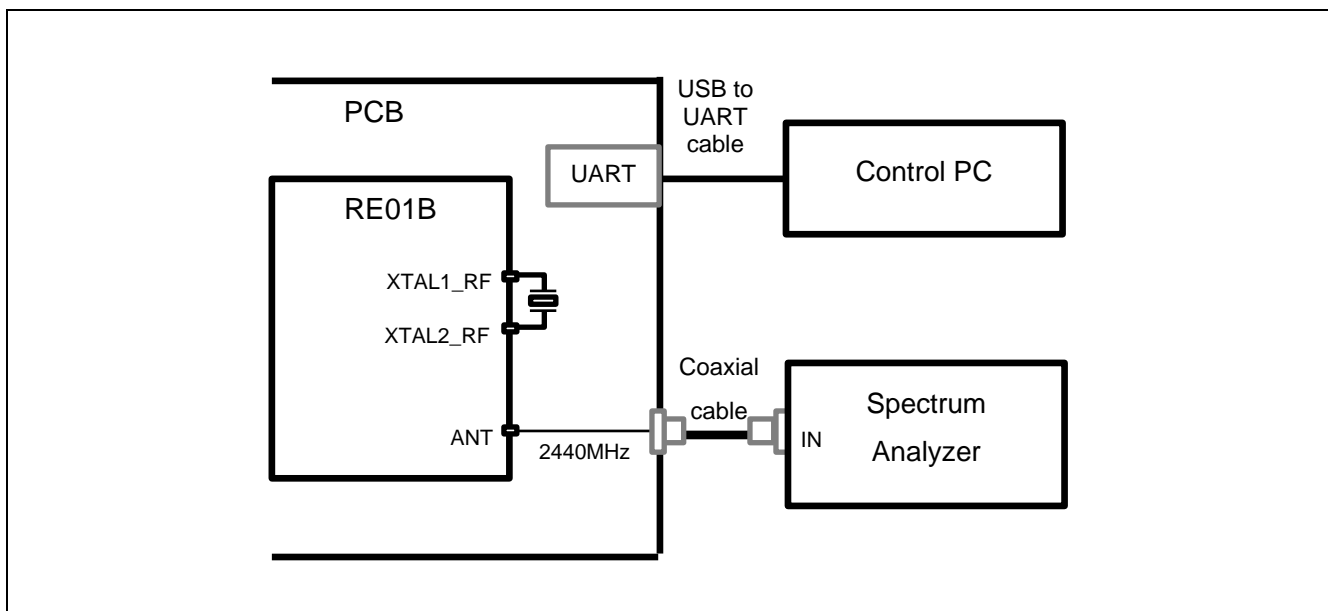 PCB
USB to
UART
cable
UART
Control PC
RE01B
XTAL1_RF
XTAL2_RF
ANT
2440MHz
Coaxial
cable
IN
Spectrum
Analyzer